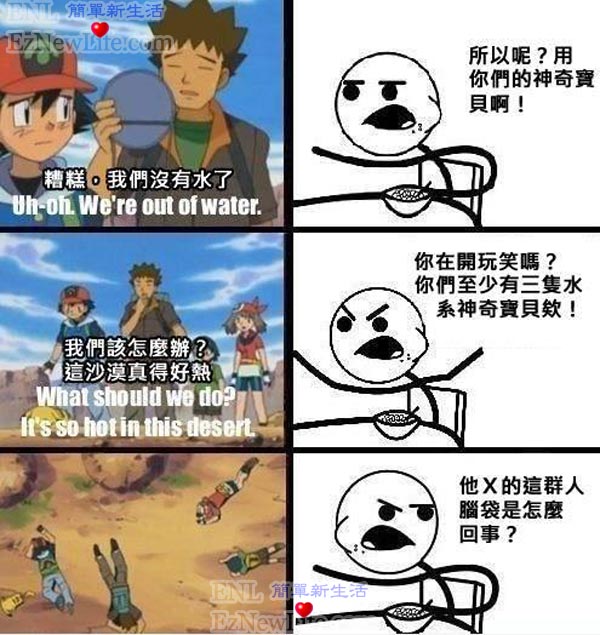 ENL 簡單新生活
EzNewLife.com
糟糕，我們沒有水了
Uh-oh. We're out of water.
所以呢？用
你們的神奇寶
貝啊！
我們該怎麼辦？
這沙漠真得好熱
What should we do?
It's so hot in this desert.
你在開玩笑嗎？
你們至少有三隻水
系神奇寶貝欸！
他X的這群人
腦袋是怎麼
回事？
ENL 簡單新生活
EzNewLife.com